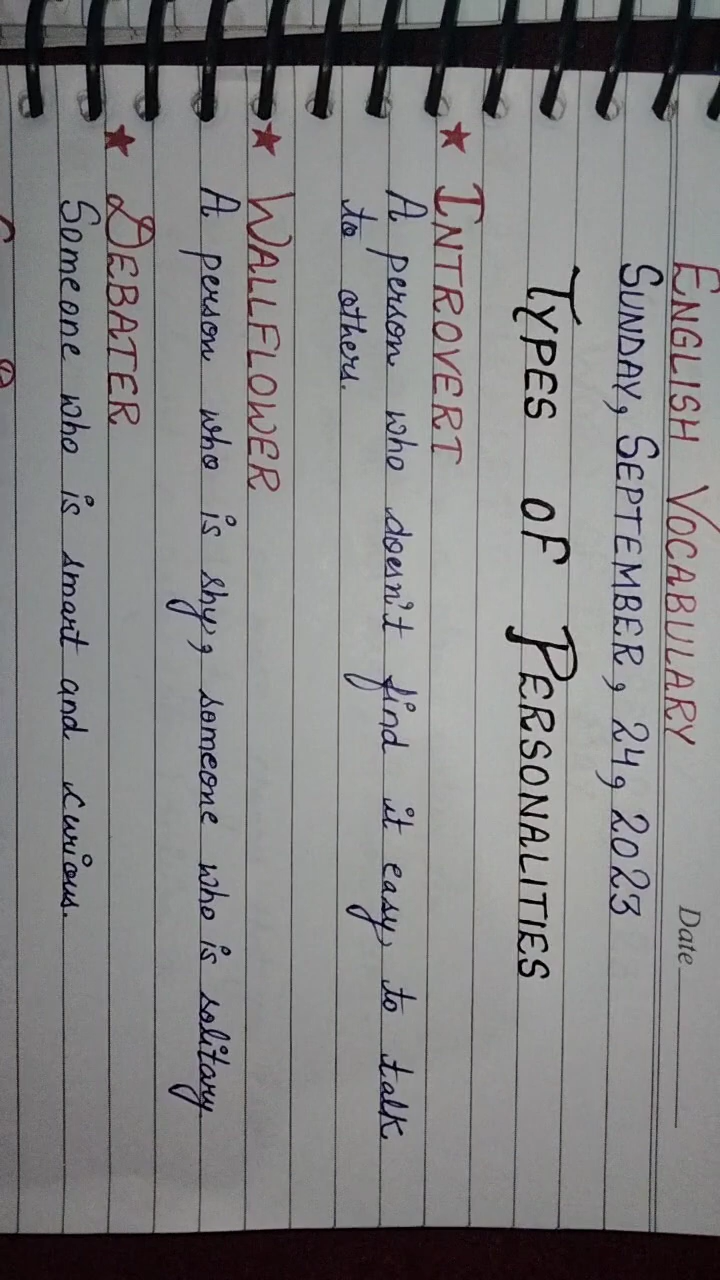 ENGLISH VOCABULARY
Date
SUNDAY, SEPTEMBER, 24, 2023
TYPES OF PERSONALITIES
★ INTROVERT
A person who doesn't find it easy, to talk
to others.
★ WALLFLOWER
A person who is shy, someone who is solitary
★ DEBATER
Someone who is smart and curious.